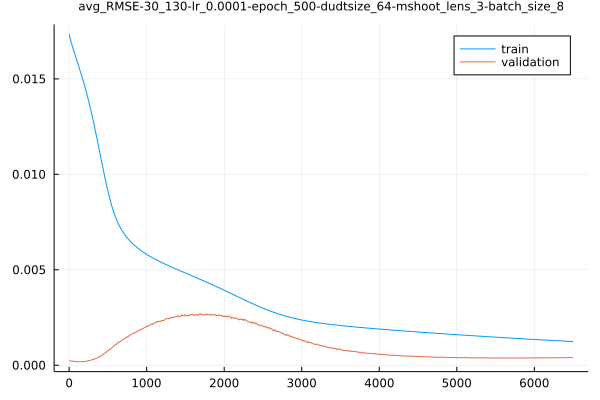 avg_RMSE-30_130-lr_0.0001-epoch_500-dudtsize_64-mshoot_lens_3-batch_size_8
train
validation
0.015
0.010
0.005
0.000
0 1000 2000 3000 4000 5000 6000